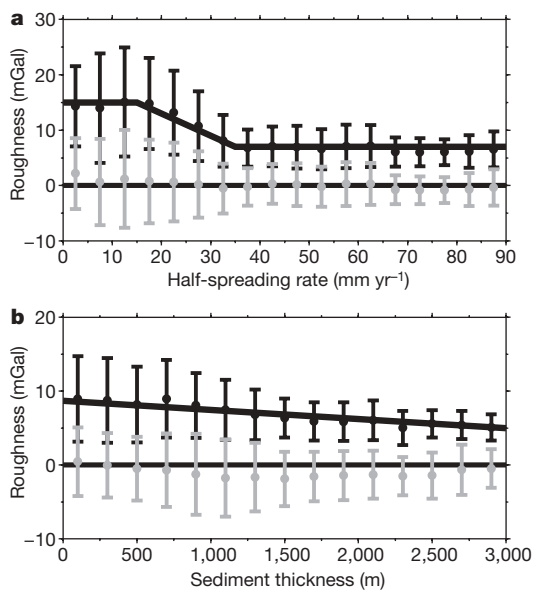 a
30
20
10
0
−10
Roughness (mGal)
0 10 20 30 40 50 60 70 80 90
Half-spreading rate (mm yr⁻¹)
b
20
10
0
−10
Roughness (mGal)
0 500 1,000 1,500 2,000 2,500 3,000
Sediment thickness (m)